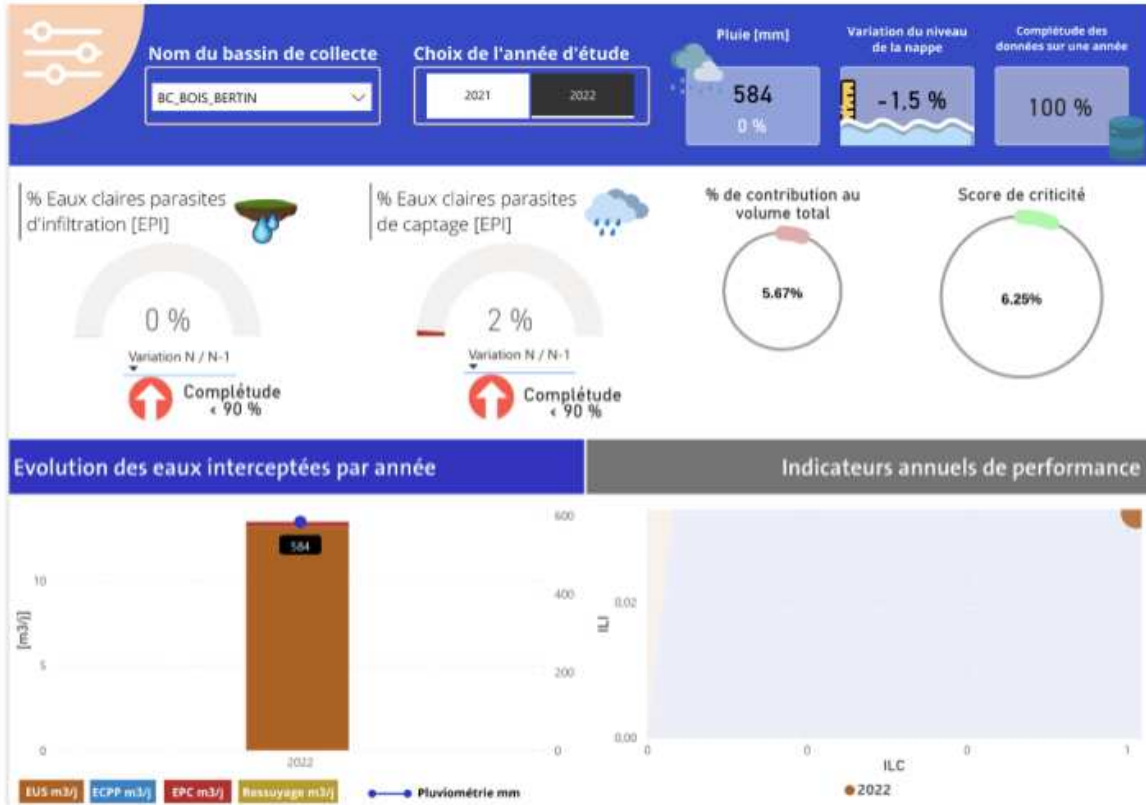 Nom du bassin de collecte
BC_BOIS_BERTIN
Choix de l'année d'étude
2021
2022
Pluie [mm]
584
0 %
Variation du niveau
de la nappe
-1,5 %
Complétude des
données sur une année
100 %
% Eaux claires parasites
d'infiltration [EPI]
0 %
Variation N / N-1
Complétude
< 90 %
% Eaux claires parasites
de captage [EPI]
2 %
Variation N / N-1
Complétude
< 90 %
% de contribution au
volume total
5.67%
Score de criticité
6.25%
Evolution des eaux interceptées par année
[m3/j]
10
5
0
584
600
400
200
0
2022
EUS m3/j
ECPP m3/j
EPC m3/j
Ressuyage m3/j
Pluviométrie mm
Indicateurs annuels de performance
ILI
0,02
0,00
0
0
0
1
ILC
2022